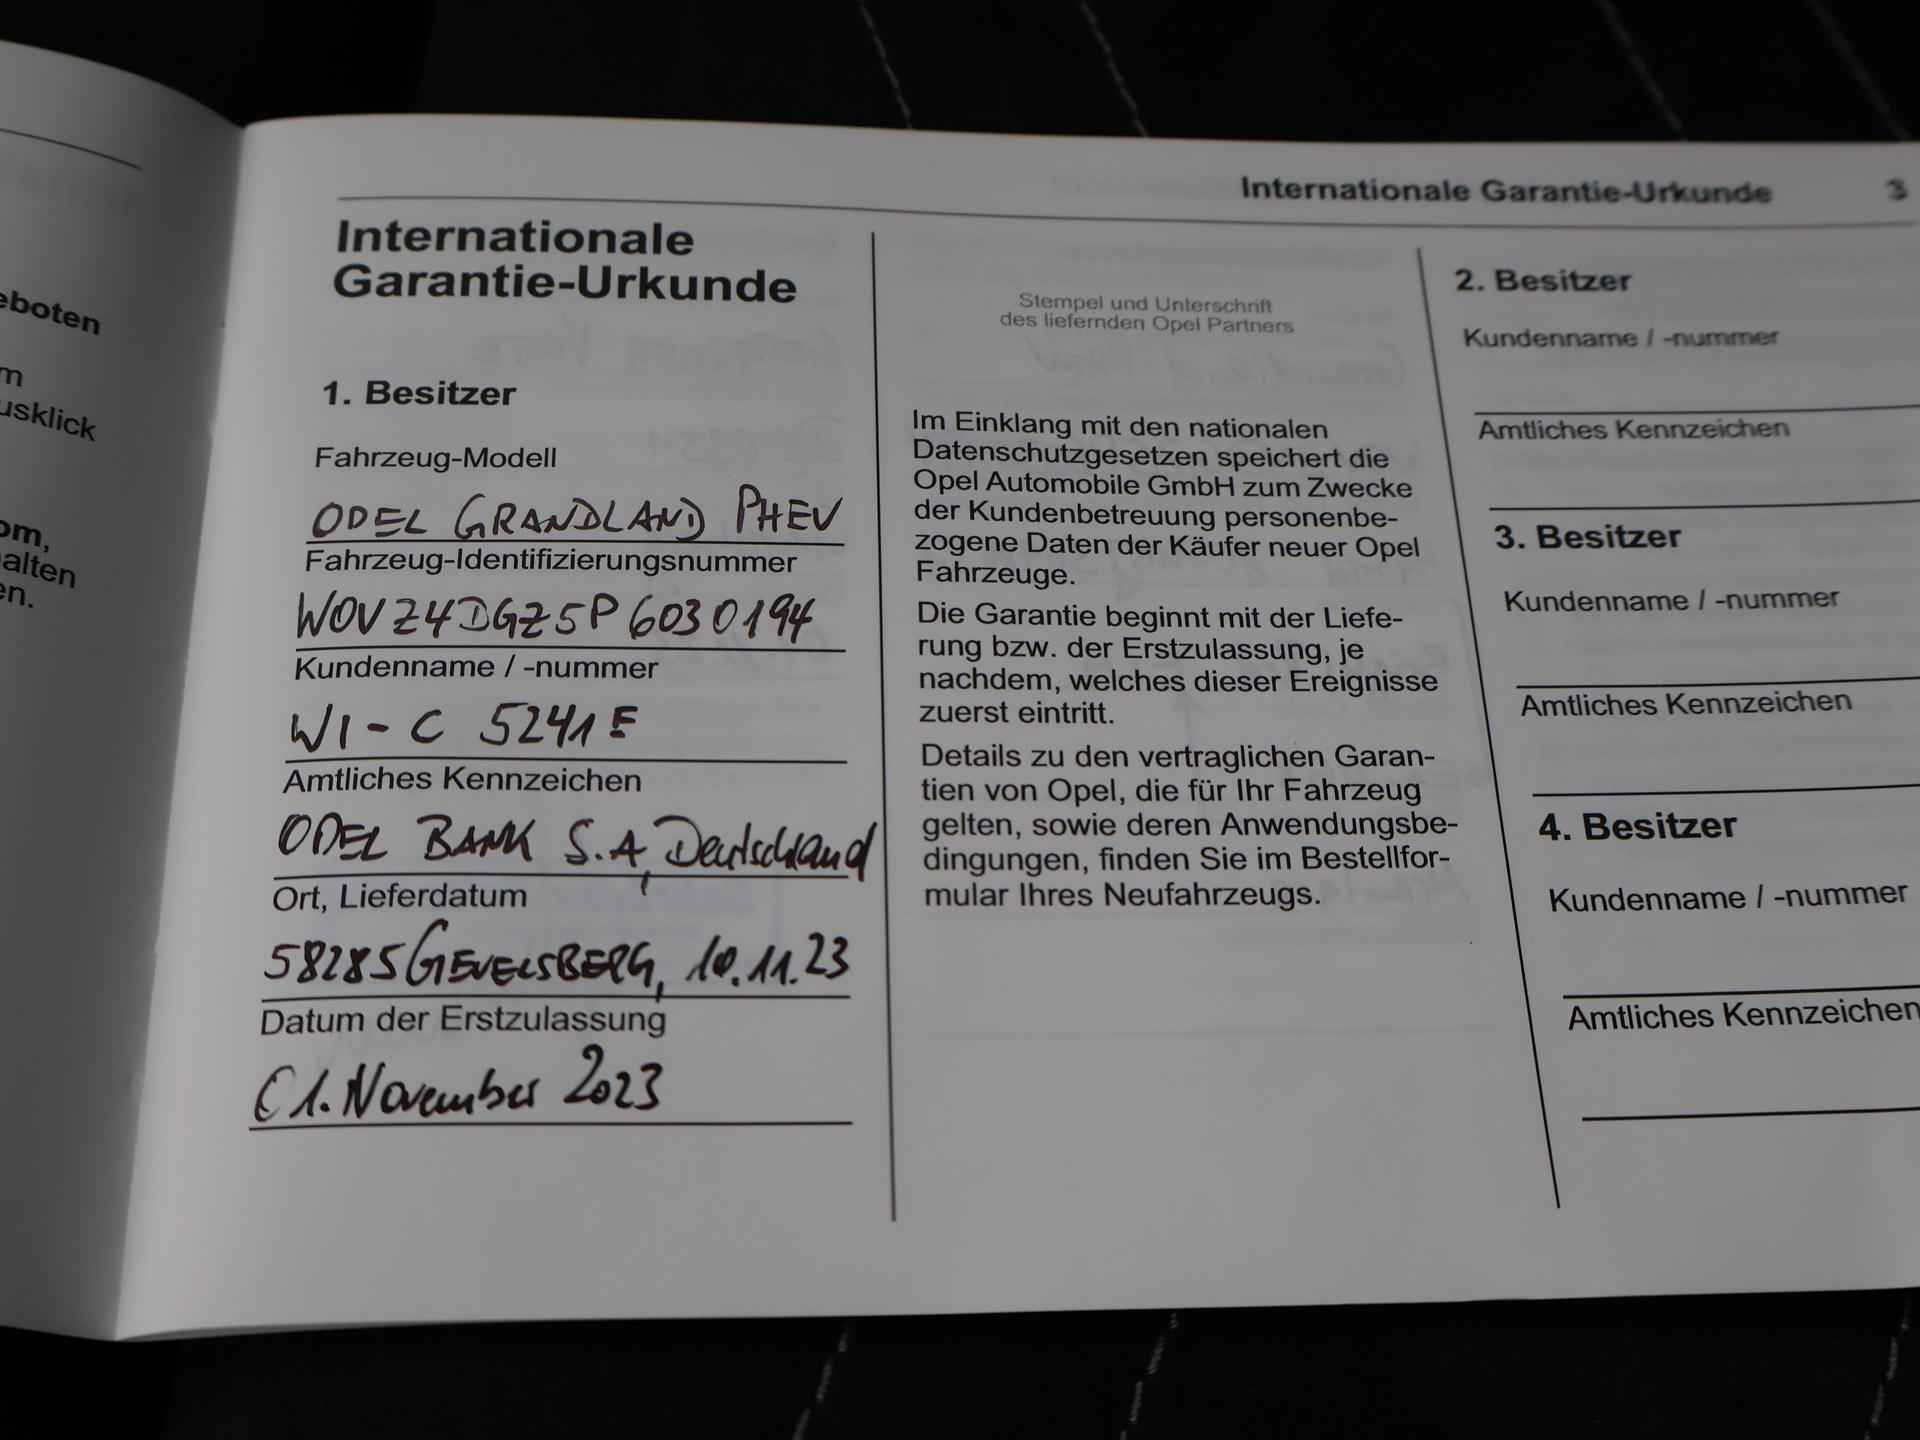 eboten
m
usklick
om,
alten
en.
Internationale Garantie-Urkunde 3
Internationale
Garantie-Urkunde
1. Besitzer
Fahrzeug-Modell
OPEL GRANDLAND PHEV
Fahrzeug-Identifizierungsnummer
W0VZ4DGZ5P6030194
Kundenname / -nummer
WI-C 5241E
Amtliches Kennzeichen
OPEL BANK S.A, Deutschland
Ort, Lieferdatum
58285 GEVELSBERG, 10.11.23
Datum der Erstzulassung
01. November 2023
Stempel und Unterschrift
des liefernden Opel Partners
Im Einklang mit den nationalen
Datenschutzgesetzen speichert die
Opel Automobile GmbH zum Zwecke
der Kundenbetreuung personenbe-
zogene Daten der Käufer neuer Opel
Fahrzeuge.
Die Garantie beginnt mit der Liefe-
rung bzw. der Erstzulassung, je
nachdem, welches dieser Ereignisse
zuerst eintritt.
Details zu den vertraglichen Garan-
tien von Opel, die für Ihr Fahrzeug
gelten, sowie deren Anwendungsbe-
dingungen, finden Sie im Bestellfor-
mular Ihres Neufahrzeugs.
2. Besitzer
Kundenname / -nummer
Amtliches Kennzeichen
3. Besitzer
Kundenname / -nummer
Amtliches Kennzeichen
4. Besitzer
Kundenname / -nummer
Amtliches Kennzeichen